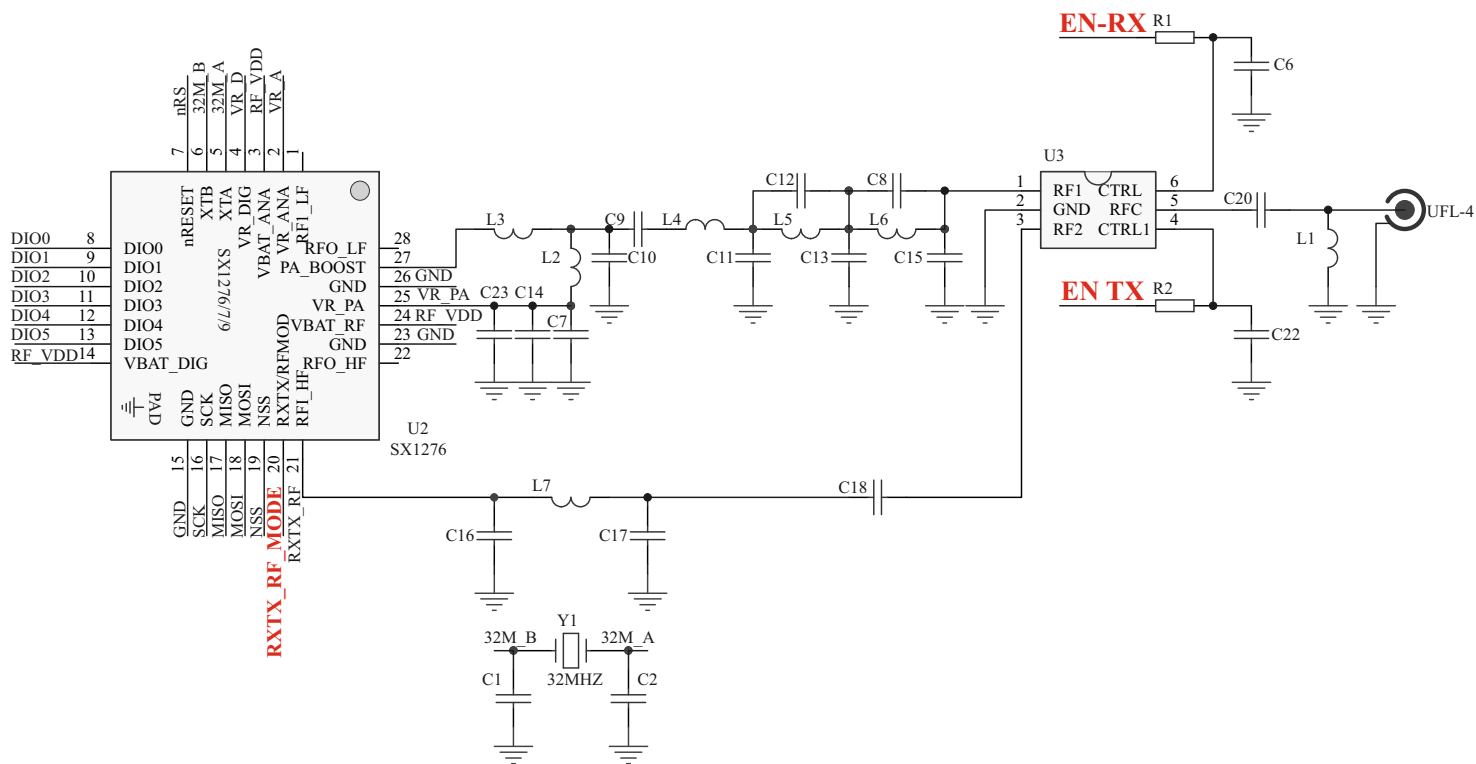 EN-RX
R1
C6
nRS
32M_B
32M_A
VR_D
RF_VDD
VR_A
7
6
5
4
3
2
1
nRESET
XTB
XTA
VR_DIG
VBAT_ANA
VR_ANA
RF1_LF
SX1276/7/9
DIO0 8 DIO0
DIO1 9 DIO1
DIO2 10 DIO2
DIO3 11 DIO3
DIO4 12 DIO4
DIO5 13 DIO5
RF_VDD 14 VBAT_DIG
RFO_LF 28
PA_BOOST 27
GND 26 GND
VR_PA 25 VR_PA
VBAT_RF 24 RF_VDD
GND 23 GND
RFO_HF 22
PAD
GND
SCK
MISO
MOSI
NSS
RXTX/RFMOD
RFI_HF
15
16
17
18
19
20
21
GND
SCK
MISO
MOSI
NSS
RXTX_RF_MODE
RXTX_RF
U2
SX1276
L3
L2
C9
C10
L4
C23
C14
C7
C12
C8
L5
L6
C11
C13
C15
U3
1 RF1 CTRL 6
2 GND RFC 5
3 RF2 CTRL1 4
C20
L1
UFL-4
EN TX
R2
C22
L7
C16
C17
C18
Y1
32M_B
32M_A
32MHZ
C1
C2